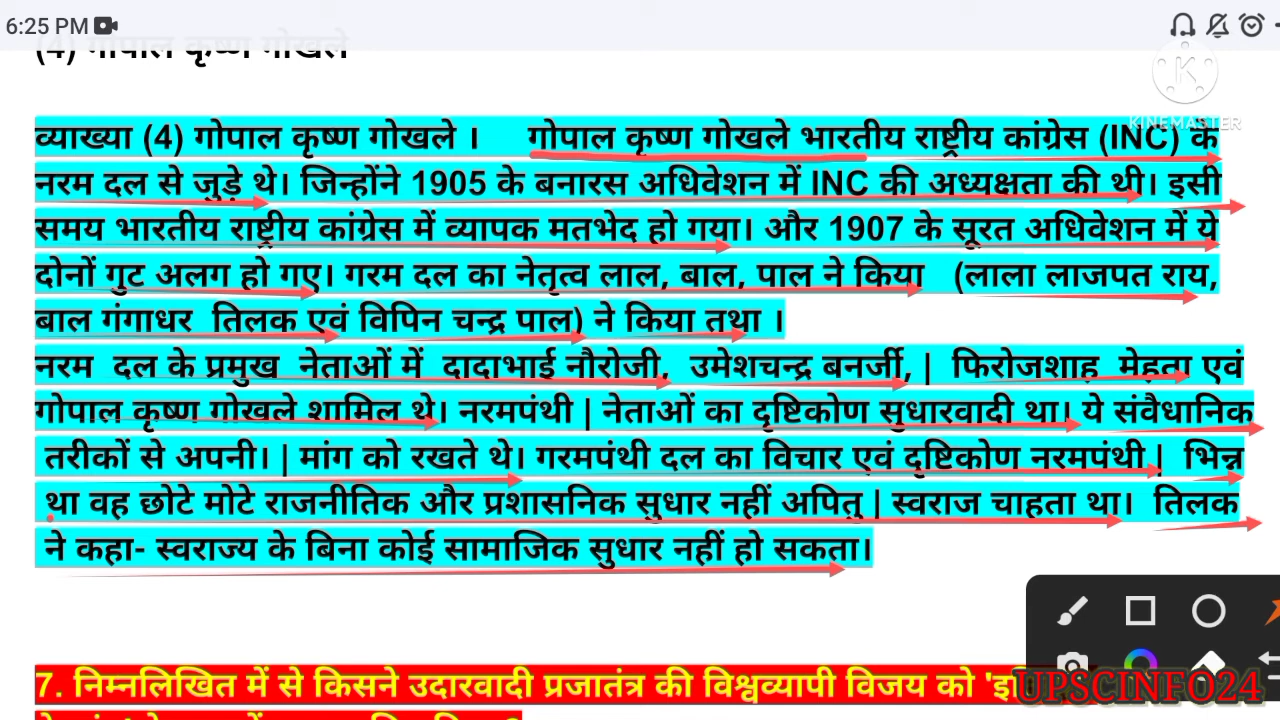 6:25 PM
(4) गोपाल कृष्ण गोखले
KINEMASTER
व्याख्या (4) गोपाल कृष्ण गोखले । गोपाल कृष्ण गोखले भारतीय राष्ट्रीय कांग्रेस (INC) के
नरम दल से जुड़े थे। जिन्होंने 1905 के बनारस अधिवेशन में INC की अध्यक्षता की थी। इसी
समय भारतीय राष्ट्रीय कांग्रेस में व्यापक मतभेद हो गया। और 1907 के सूरत अधिवेशन में ये
दोनों गुट अलग हो गए। गरम दल का नेतृत्व लाल, बाल, पाल ने किया (लाला लाजपत राय,
बाल गंगाधर तिलक एवं विपिन चन्द्र पाल) ने किया तथा ।
नरम दल के प्रमुख नेताओं में दादाभाई नौरोजी, उमेशचन्द्र बनर्जी, | फिरोजशाह मेहता एवं
गोपाल कृष्ण गोखले शामिल थे। नरमपंथी | नेताओं का दृष्टिकोण सुधारवादी था। ये संवैधानिक
तरीकों से अपनी। | मांग को रखते थे। गरमपंथी दल का विचार एवं दृष्टिकोण नरमपंथी | भिन्न
था वह छोटे मोटे राजनीतिक और प्रशासनिक सुधार नहीं अपितु | स्वराज चाहता था। तिलक
ने कहा- स्वराज्य के बिना कोई सामाजिक सुधार नहीं हो सकता।
7. निम्नलिखित में से किसने उदारवादी प्रजातंत्र की विश्वव्यापी विजय को
UPSCINFO24